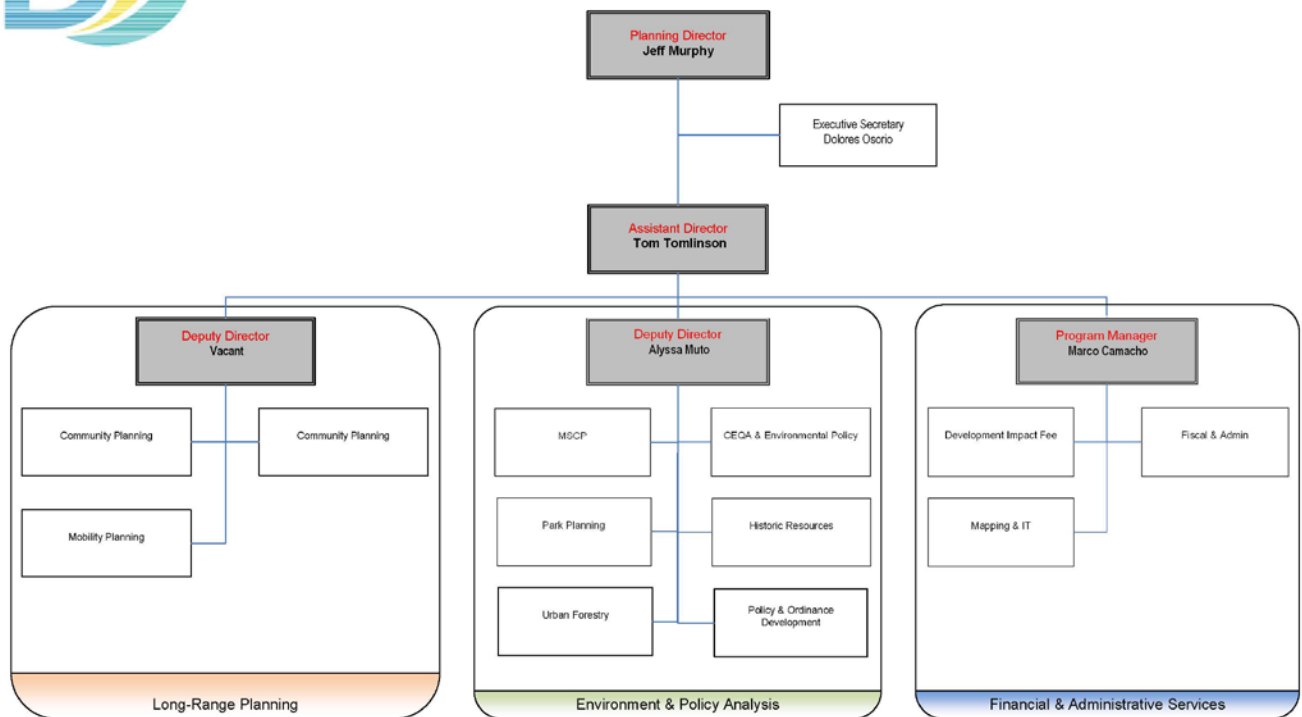 Planning Director
Jeff Murphy
Executive Secretary
Dolores Osorio
Assistant Director
Tom Tomlinson
Deputy Director
Vacant
Community Planning
Community Planning
Mobility Planning
Long-Range Planning
Deputy Director
Alyssa Muto
MSCP
CEQA & Environmental Policy
Park Planning
Historic Resources
Urban Forestry
Policy & Ordinance
Development
Environment & Policy Analysis
Program Manager
Marco Camacho
Development Impact Fee
Fiscal & Admin
Mapping & IT
Financial & Administrative Services